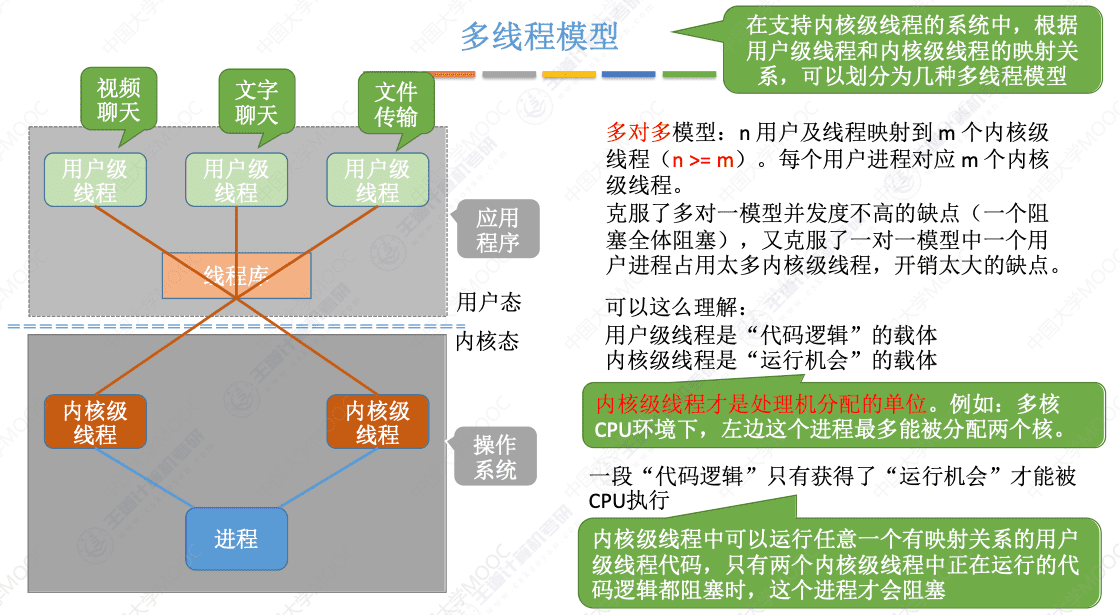 多线程模型
在支持内核级线程的系统中，根据
用户级线程和内核级线程的映射关
系，可以划分为几种多线程模型
视频
聊天
文字
聊天
文件
传输
用户级
线程
用户级
线程
用户级
线程
应用
程序
线程库
用户态
内核态
内核级
线程
内核级
线程
操作
系统
进程
多对多模型：n 用户及线程映射到 m 个内核级
线程（n >= m）。每个用户进程对应 m 个内核
级线程。
克服了多对一模型并发度不高的缺点（一个阻
塞全体阻塞），又克服了一对一模型中一个用
户进程占用太多内核级线程，开销太大的缺点。
可以这么理解：
用户级线程是“代码逻辑”的载体
内核级线程是“运行机会”的载体
内核级线程才是处理机分配的单位。例如：多核
CPU环境下，左边这个进程最多能被分配两个核。
一段“代码逻辑”只有获得了“运行机会”才能被
CPU执行
内核级线程中可以运行任意一个有映射关系的用户
级线程代码，只有两个内核级线程中正在运行的代
码逻辑都阻塞时，这个进程才会阻塞
中国大学MOOC
王道计算机考研